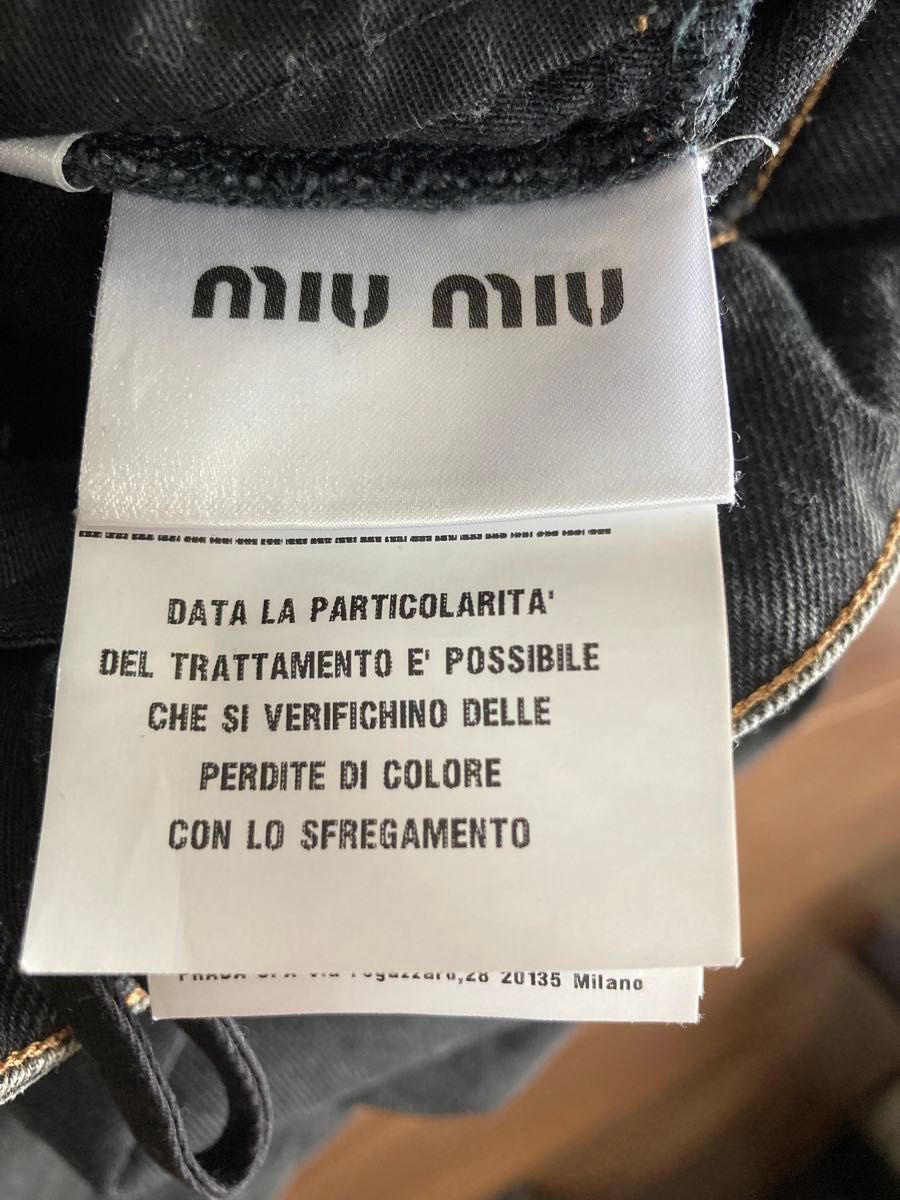 miu miu
DATA LA PARTICOLARITA'
DEL TRATTAMENTO E' POSSIBILE
CHE SI VERIFICHINO DELLE
PERDITE DI COLORE
CON LO SFREGAMENTO
20135 Milano